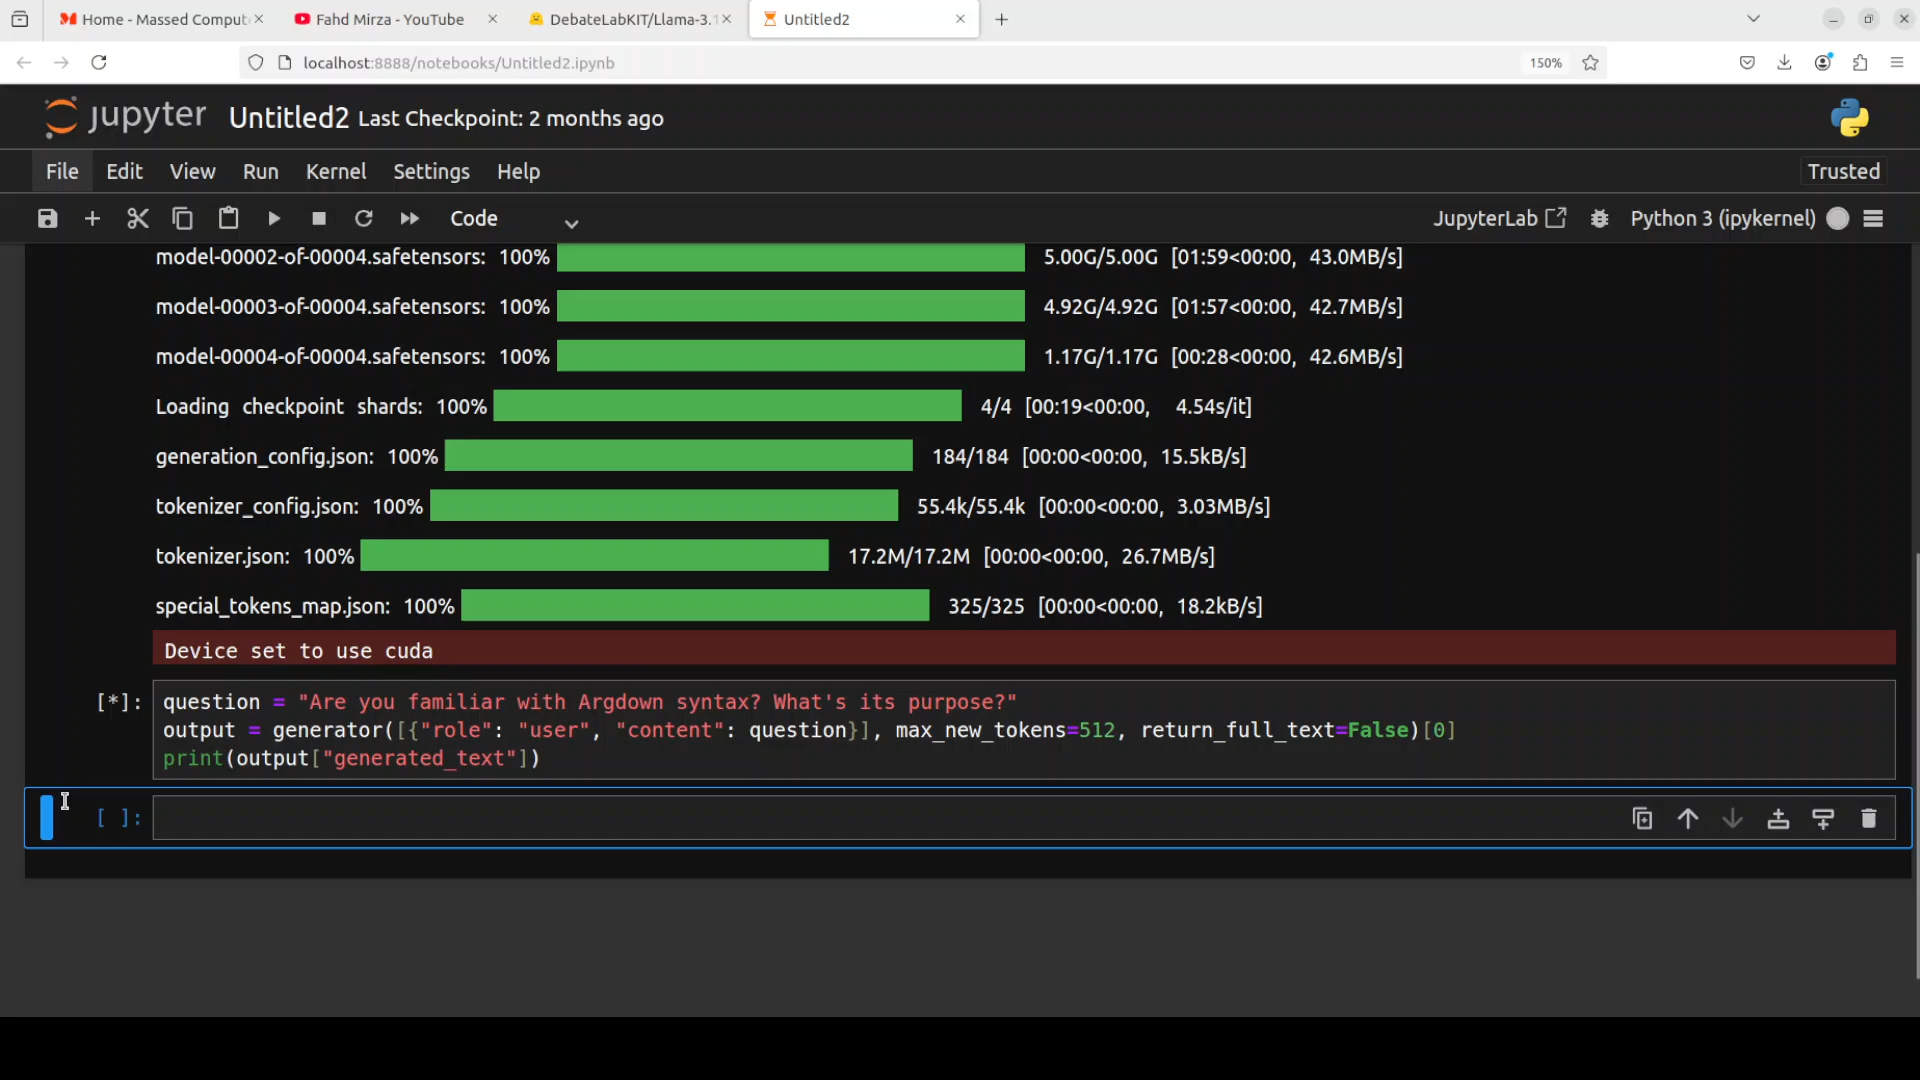 Home - Massed Comput
Fahd Mirza - YouTube
DebateLabKIT/Llama-3.1
Untitled2
localhost:8888/notebooks/Untitled2.ipynb
150%
jupyter Untitled2 Last Checkpoint: 2 months ago
File Edit View Run Kernel Settings Help
Trusted
Code
JupyterLab
Python 3 (ipykernel)
model-00002-of-00004.safetensors: 100% 5.00G/5.00G [01:59<00:00, 43.0MB/s]
model-00003-of-00004.safetensors: 100% 4.92G/4.92G [01:57<00:00, 42.7MB/s]
model-00004-of-00004.safetensors: 100% 1.17G/1.17G [00:28<00:00, 42.6MB/s]
Loading checkpoint shards: 100% 4/4 [00:19<00:00, 4.54s/it]
generation_config.json: 100% 184/184 [00:00<00:00, 15.5kB/s]
tokenizer_config.json: 100% 55.4k/55.4k [00:00<00:00, 3.03MB/s]
tokenizer.json: 100% 17.2M/17.2M [00:00<00:00, 26.7MB/s]
special_tokens_map.json: 100% 325/325 [00:00<00:00, 18.2kB/s]
Device set to use cuda
[*]: question = "Are you familiar with Argdown syntax? What's its purpose?"
output = generator([{"role": "user", "content": question}], max_new_tokens=512, return_full_text=False)[0]
print(output["generated_text"])
[ ]: